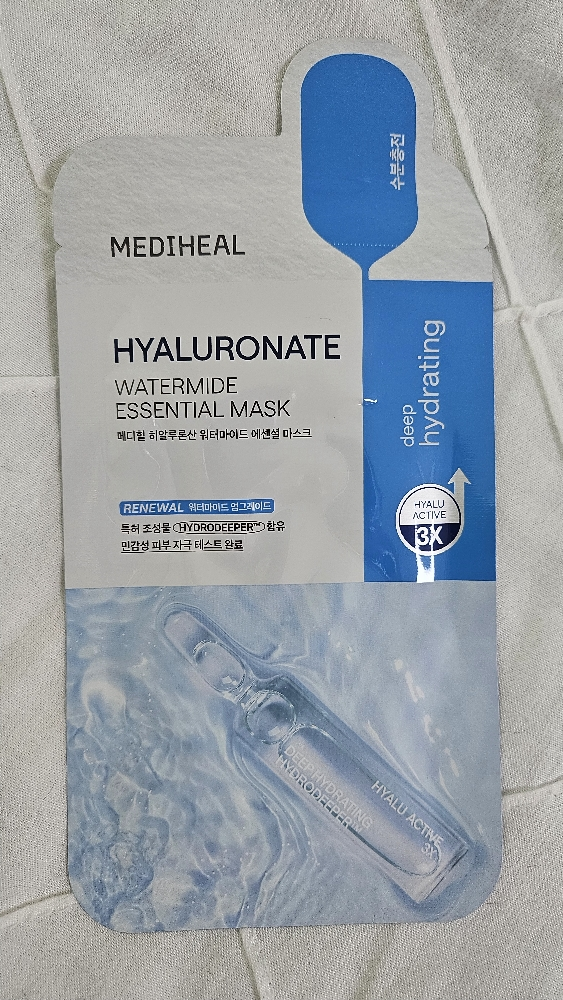 수분충전
MEDIHEAL
HYALURONATE
WATERMIDE
ESSENTIAL MASK
메디힐 히알루론산 워터마이드 에센셜 마스크
deep
hydrating
HYALU
ACTIVE
3X
RENEWAL 워터마이드 업그레이드
특허 조성물 HYDRODEEPER™ 함유
민감성 피부 자극 테스트 완료
DEEP HYDRATING
HYDRODEEPER™
HYALU ACTIVE
3X